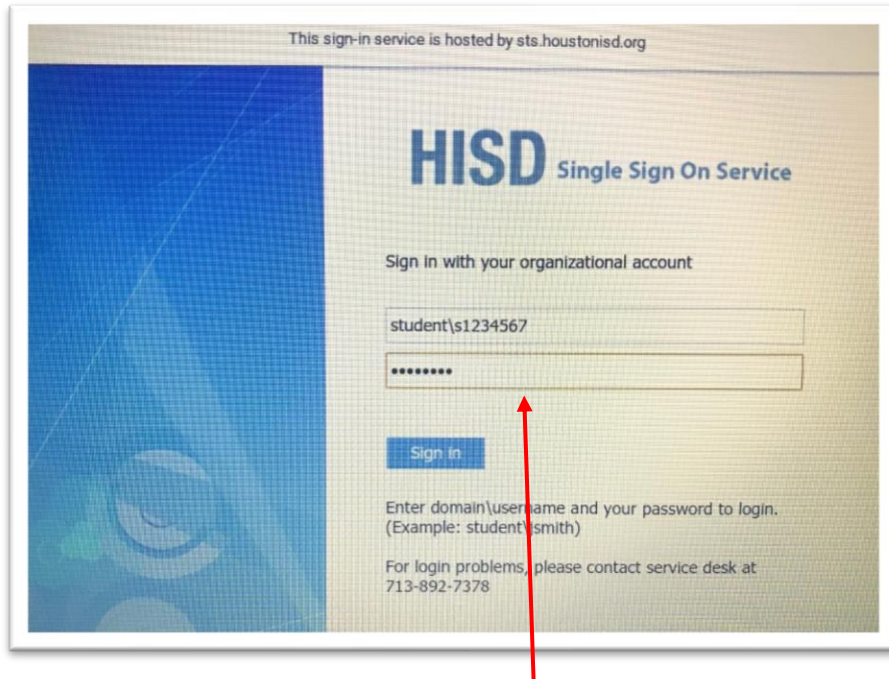 This sign-in service is hosted by sts.houstonisd.org
HISD Single Sign On Service
Sign in with your organizational account
student\s1234567
••••••••
Sign in
Enter domain\username and your password to login.
(Example: student\jsmith)
For login problems, please contact service desk at
713-892-7378